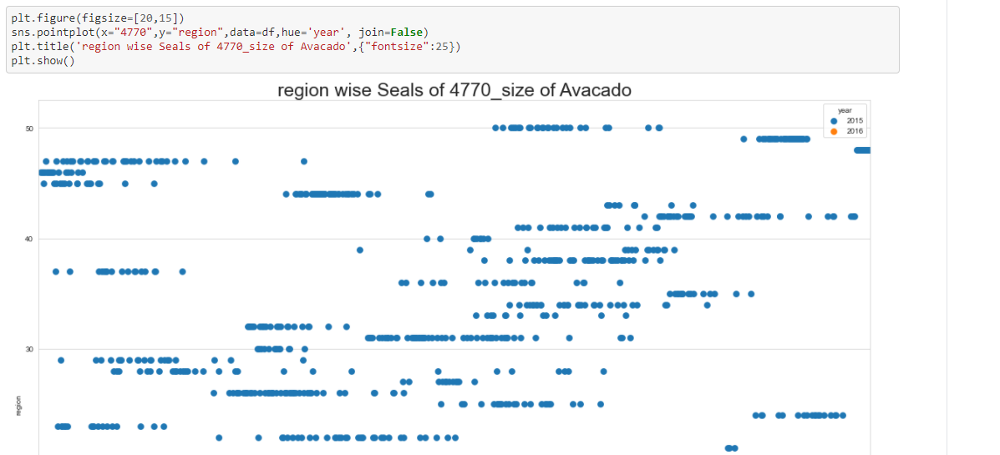 plt.figure(figsize=[20,15])
sns.pointplot(x="4770",y="region",data=df,hue='year', join=False)
plt.title('region wise Seals of 4770_size of Avacado',{"fontsize":25})
plt.show()
region wise Seals of 4770_size of Avacado
year
2015
2016
50
40
30
region